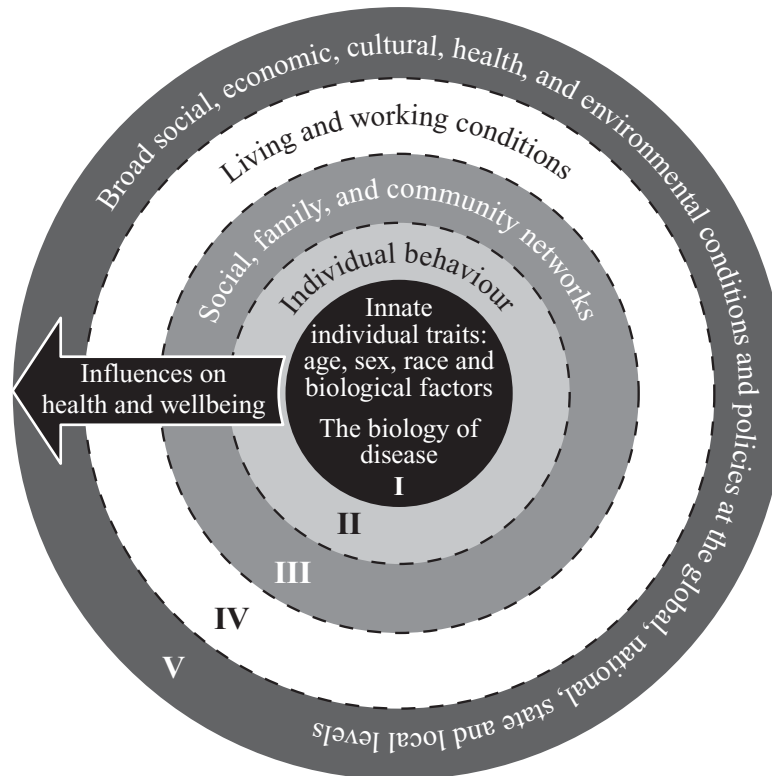 Broad social, economic, cultural, health, and environmental conditions and policies at the global, national, state and local levels
Living and working conditions
Social, family, and community networks
Individual behaviour
Innate
individual traits:
age, sex, race and
biological factors
The biology of
disease
I
Influences on
health and wellbeing
II
III
IV
V